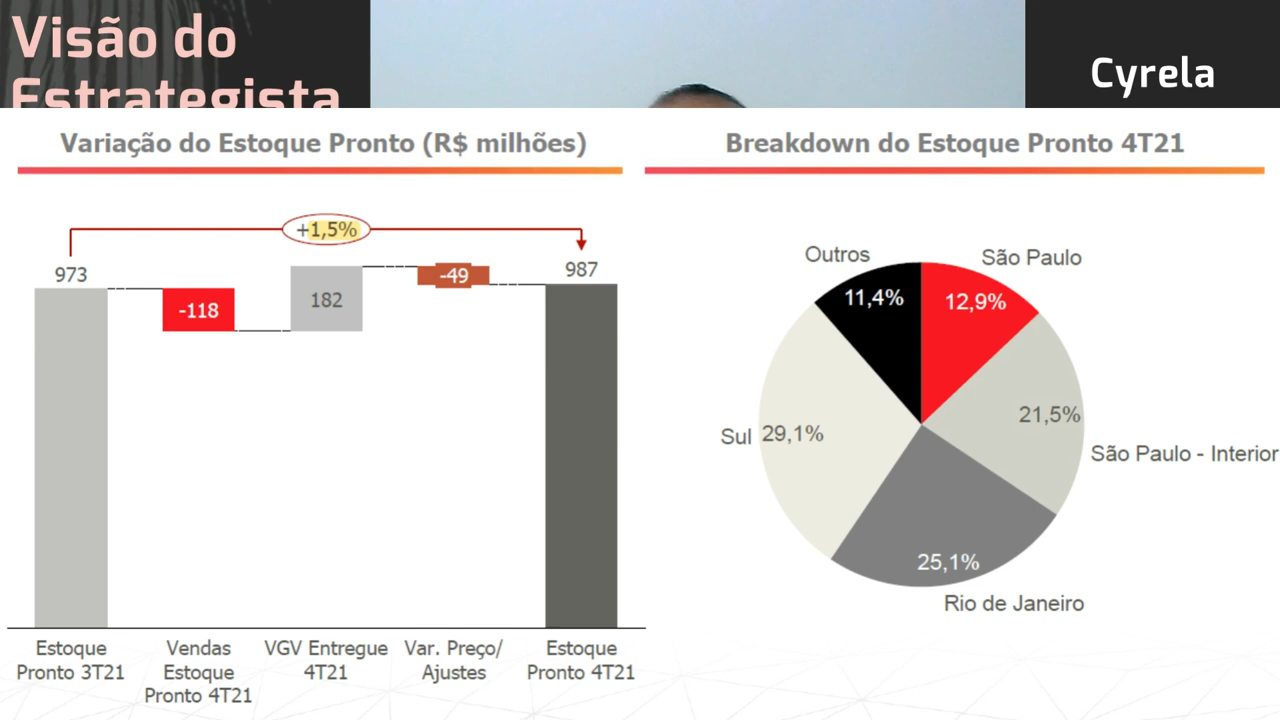 Visão do
Estrategista
Cyrela
Variação do Estoque Pronto (R$ milhões)
+1,5%
973
-118
182
-49
987
Estoque
Pronto 3T21
Vendas
Estoque
Pronto 4T21
VGV Entregue
4T21
Var. Preço/
Ajustes
Estoque
Pronto 4T21
Breakdown do Estoque Pronto 4T21
Outros
São Paulo
11,4%
12,9%
21,5%
Sul
29,1%
São Paulo - Interior
25,1%
Rio de Janeiro